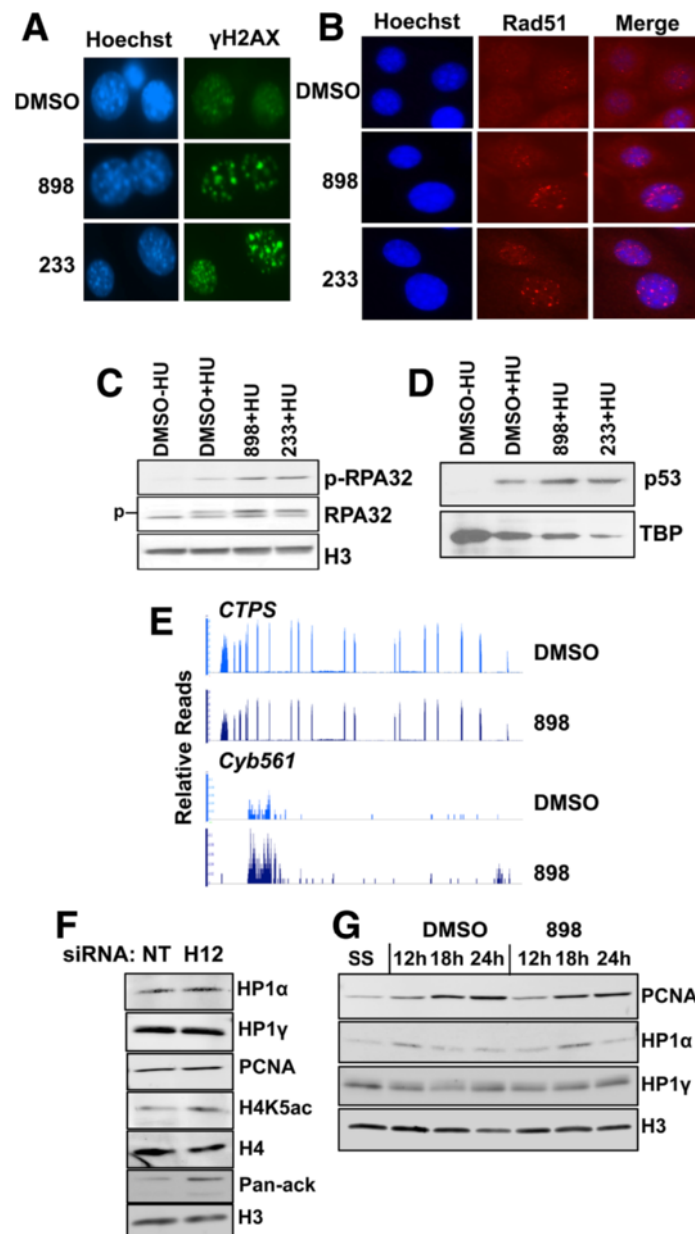 A
Hoechst γH2AX
DMSO
898
233
B
Hoechst Rad51 Merge
DMSO
898
233
C
DMSO-HU DMSO+HU 898+HU 233+HU
p-RPA32
p RPA32
H3
D
DMSO-HU DMSO+HU 898+HU 233+HU
p53
TBP
E
Relative Reads
CTPS
DMSO
898
Cyb561
DMSO
898
F
siRNA: NT H12
HP1α
HP1γ
PCNA
H4K5ac
H4
Pan-ack
H3
G
DMSO 898
SS 12h 18h 24h 12h 18h 24h
PCNA
HP1α
HP1γ
H3